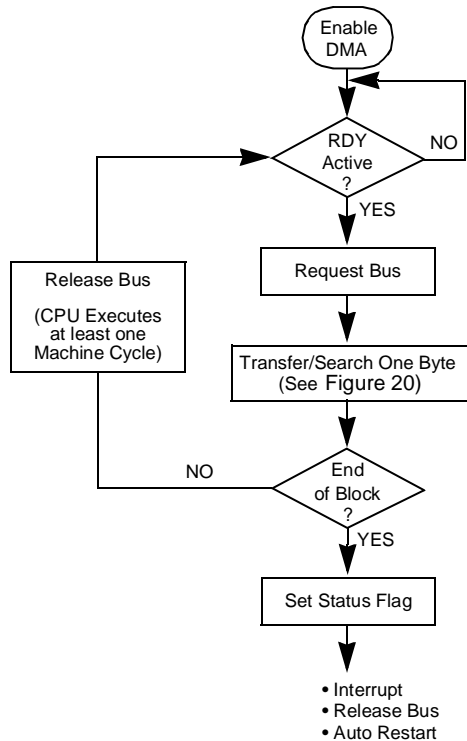 Enable
DMA
RDY
Active
?
NO
YES
Release Bus
(CPU Executes
at least one
Machine Cycle)
Request Bus
Transfer/Search One Byte
(See Figure 20)
NO
End
of Block
?
YES
Set Status Flag
• Interrupt
• Release Bus
• Auto Restart